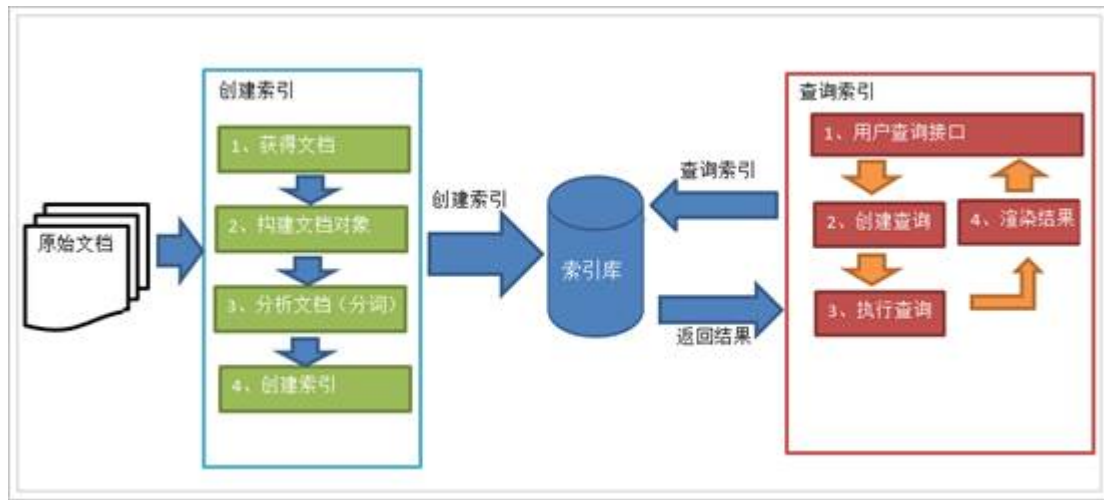 原始文档
创建索引
1、获得文档
2、构建文档对象
3、分析文档（分词）
4、创建索引
创建索引
索引库
查询索引
返回结果
查询索引
1、用户查询接口
2、创建查询
4、渲染结果
3、执行查询